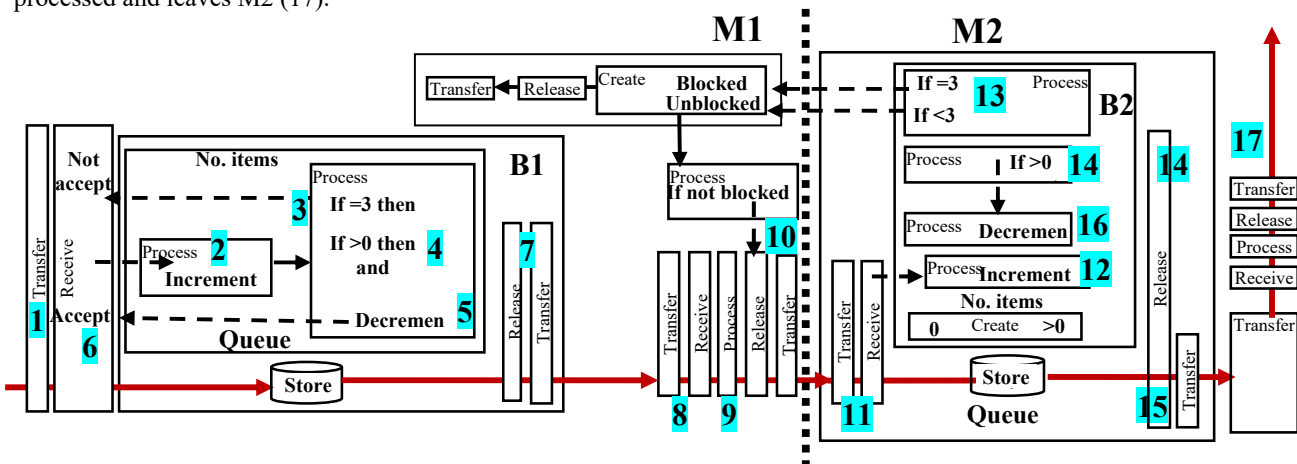 processed and leaves M2 (17).
M1
M2
Transfer
Release
Create
Blocked
Unblocked
If =3
If <3
13
Process
B2
Not
accept
No. items
B1
3
Process
If =3 then
If >0 then
and
4
Decremen
5
2
Process
Increment
Transfer
1
Receive
Accept
6
Queue
Store
7
Release
Transfer
Process
If not blocked
10
Transfer
Receive
Process
Release
Transfer
8
9
Process
If >0
14
Process
Decremen
16
Process
Increment
12
No. items
0
Create
>0
Transfer
Receive
11
Store
Queue
14
Release
15
Transfer
17
Transfer
Release
Process
Receive
Transfer